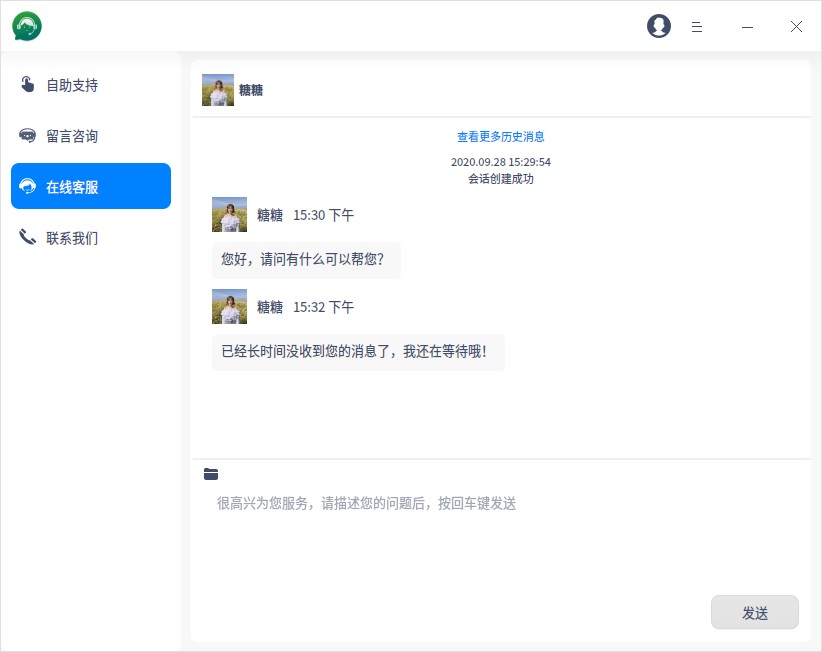 自助支持
留言咨询
在线客服
联系我们
糖糖
查看更多历史消息
2020.09.28 15:29:54
会话创建成功
糖糖 15:30 下午
您好，请问有什么可以帮您?
糖糖 15:32 下午
已经长时间没收到您的消息了，我还在等待哦!
很高兴为您服务，请描述您的问题后，按回车键发送
发送